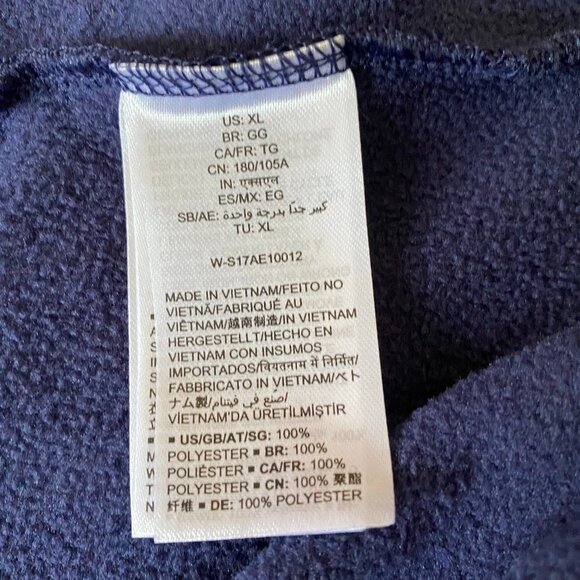 US: XL
BR: GG
CA/FR: TG
CN: 180/105A
IN: एक्सएल
ES/MX: EG
SB/AE: كبير جدًا بدرجة واحدة
TU: XL
W-S17AE10012
MADE IN VIETNAM/FEITO NO
VIETNÃ/FABRIQUÉ AU
VIÊTNAM/越南制造/IN VIETNAM
HERGESTELLT/HECHO EN
VIETNAM CON INSUMOS
IMPORTADOS/वियतनाम में निर्मित/
FABBRICATO IN VIETNAM/ベト
ナム製/صنع في فيتنام/
VİETNAM'DA ÜRETİLMİŞTİR
■ US/GB/AT/SG: 100%
POLYESTER ■ BR: 100%
POLIÉSTER ■ CA/FR: 100%
POLYESTER ■ CN: 100% 聚酯
纤维 ■ DE: 100% POLYESTER